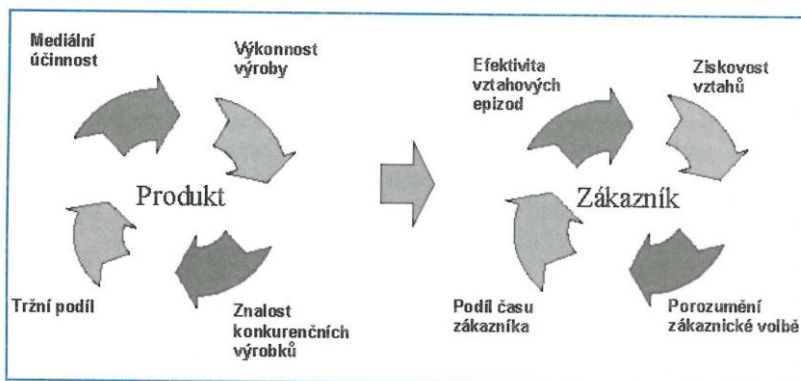 Mediální
účinnost
Výkonnost
výroby
Produkt
Tržní podíl
Znalost
konkurenčních
výrobků
Efektivita
vztahových
epizod
Ziskovost
vztahů
Zákazník
Podíl času
zákazníka
Porozumění
zákaznické volbě